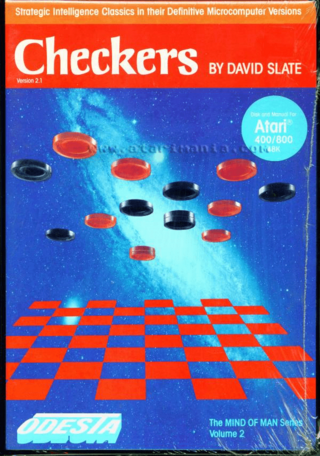 Strategic Intelligence Classics in their Definitive Microcomputer Versions
Checkers BY DAVID SLATE
Version 2.1
Disk and Manual For
Atari®
400/800
48K
www.atarimania.com
ODESTA
The MIND OF MAN Series
Volume 2